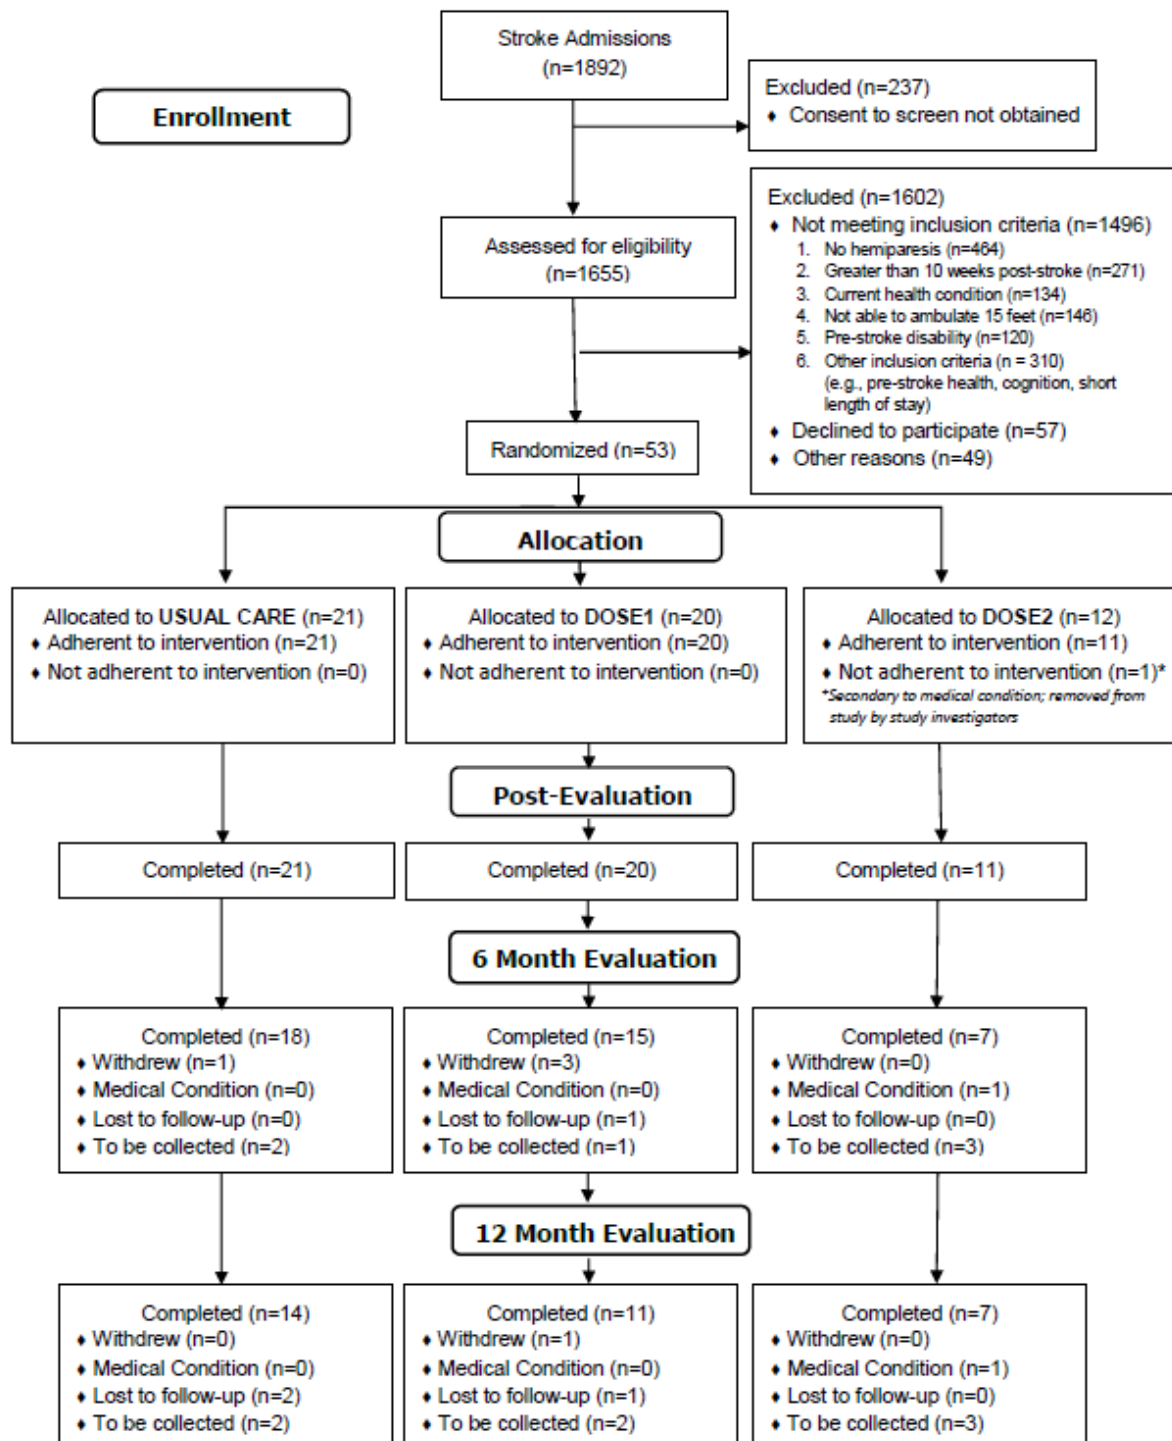 Stroke Admissions
(n=1892)
Enrollment
Excluded (n=237)
♦ Consent to screen not obtained
Assessed for eligibility
(n=1655)
Excluded (n=1602)
♦ Not meeting inclusion criteria (n=1496)
1. No hemiparesis (n=464)
2. Greater than 10 weeks post-stroke (n=271)
3. Current health condition (n=134)
4. Not able to ambulate 15 feet (n=146)
5. Pre-stroke disability (n=120)
6. Other inclusion criteria (n = 310)
(e.g., pre-stroke health, cognition, short
length of stay)
♦ Declined to participate (n=57)
♦ Other reasons (n=49)
Randomized (n=53)
Allocation
Allocated to USUAL CARE (n=21)
♦ Adherent to intervention (n=21)
♦ Not adherent to intervention (n=0)
Allocated to DOSE1 (n=20)
♦ Adherent to intervention (n=20)
♦ Not adherent to intervention (n=0)
Allocated to DOSE2 (n=12)
♦ Adherent to intervention (n=11)
♦ Not adherent to intervention (n=1)*
*Secondary to medical condition; removed from
study by study investigators
Post-Evaluation
Completed (n=21)
Completed (n=20)
Completed (n=11)
6 Month Evaluation
Completed (n=18)
♦ Withdrew (n=1)
♦ Medical Condition (n=0)
♦ Lost to follow-up (n=0)
♦ To be collected (n=2)
Completed (n=15)
♦ Withdrew (n=3)
♦ Medical Condition (n=0)
♦ Lost to follow-up (n=1)
♦ To be collected (n=1)
Completed (n=7)
♦ Withdrew (n=0)
♦ Medical Condition (n=1)
♦ Lost to follow-up (n=0)
♦ To be collected (n=3)
12 Month Evaluation
Completed (n=14)
♦ Withdrew (n=0)
♦ Medical Condition (n=0)
♦ Lost to follow-up (n=2)
♦ To be collected (n=2)
Completed (n=11)
♦ Withdrew (n=1)
♦ Medical Condition (n=0)
♦ Lost to follow-up (n=1)
♦ To be collected (n=2)
Completed (n=7)
♦ Withdrew (n=0)
♦ Medical Condition (n=1)
♦ Lost to follow-up (n=0)
♦ To be collected (n=3)